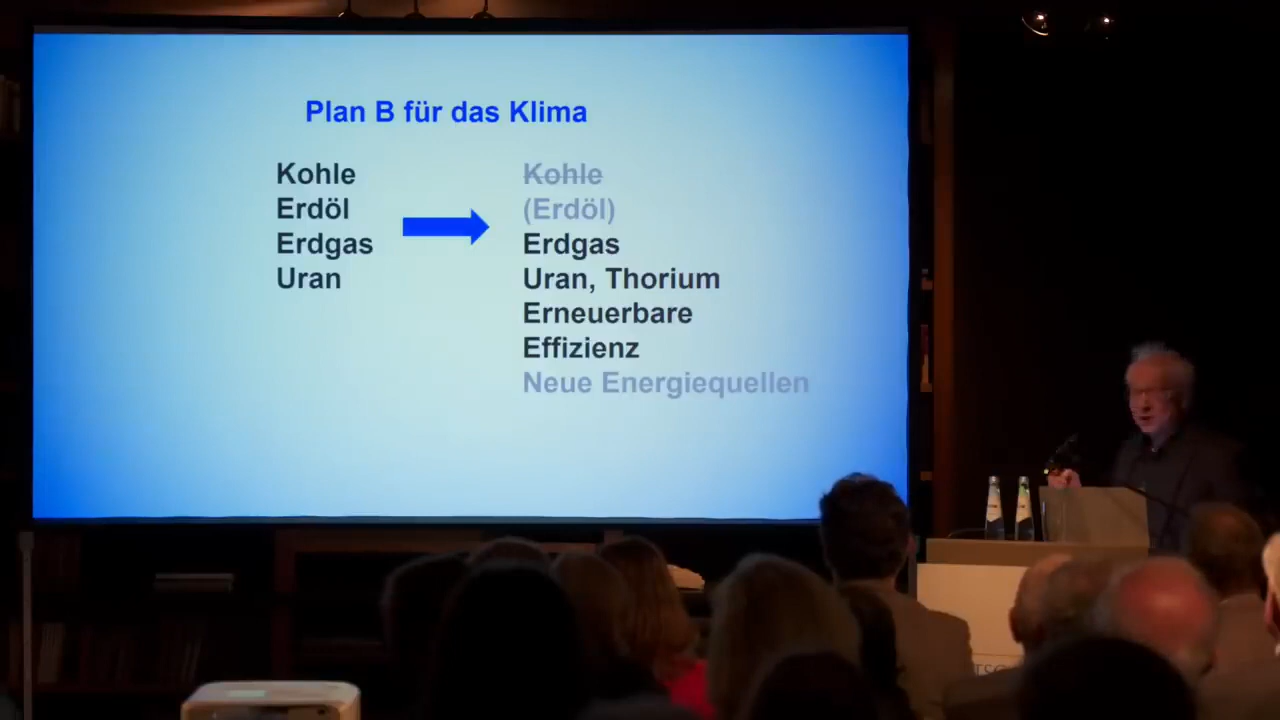 Plan B für das Klima
Kohle
Erdöl
Erdgas
Uran
Kohle
(Erdöl)
Erdgas
Uran, Thorium
Erneuerbare
Effizienz
Neue Energiequellen